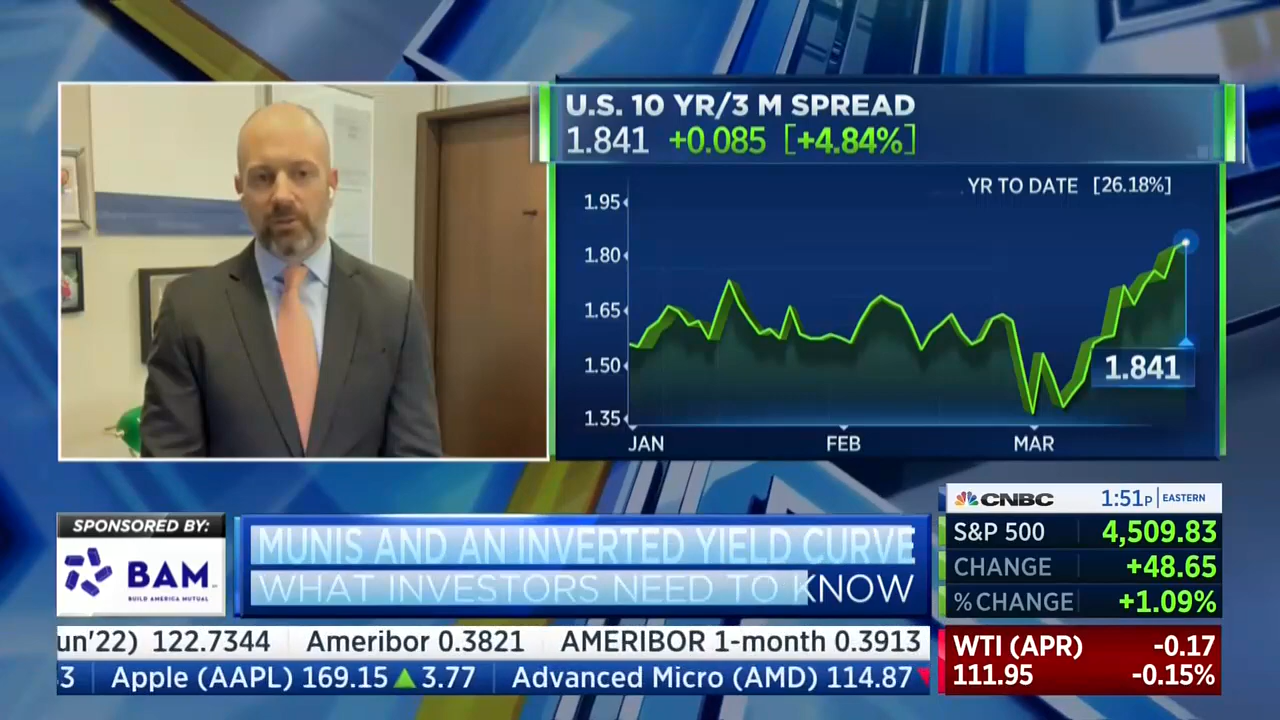 U.S. 10 YR/3 M SPREAD
1.841 +0.085 [+4.84%]
YR TO DATE [26.18%]
1.95
1.80
1.65
1.50
1.35
1.841
JAN FEB MAR
SPONSORED BY:
BAM
BUILD AMERICA MUTUAL
MUNIS AND AN INVERTED YIELD CURVE
WHAT INVESTORS NEED TO KNOW
CNBC 1:51P EASTERN
S&P 500 4,509.83
CHANGE +48.65
% CHANGE +1.09%
WTI (APR) -0.17
111.95 -0.15%
un'22) 122.7344 Ameribor 0.3821 AMERIBOR 1-month 0.3913
3 Apple (AAPL) 169.15 ▲ 3.77 Advanced Micro (AMD) 114.87 ▼